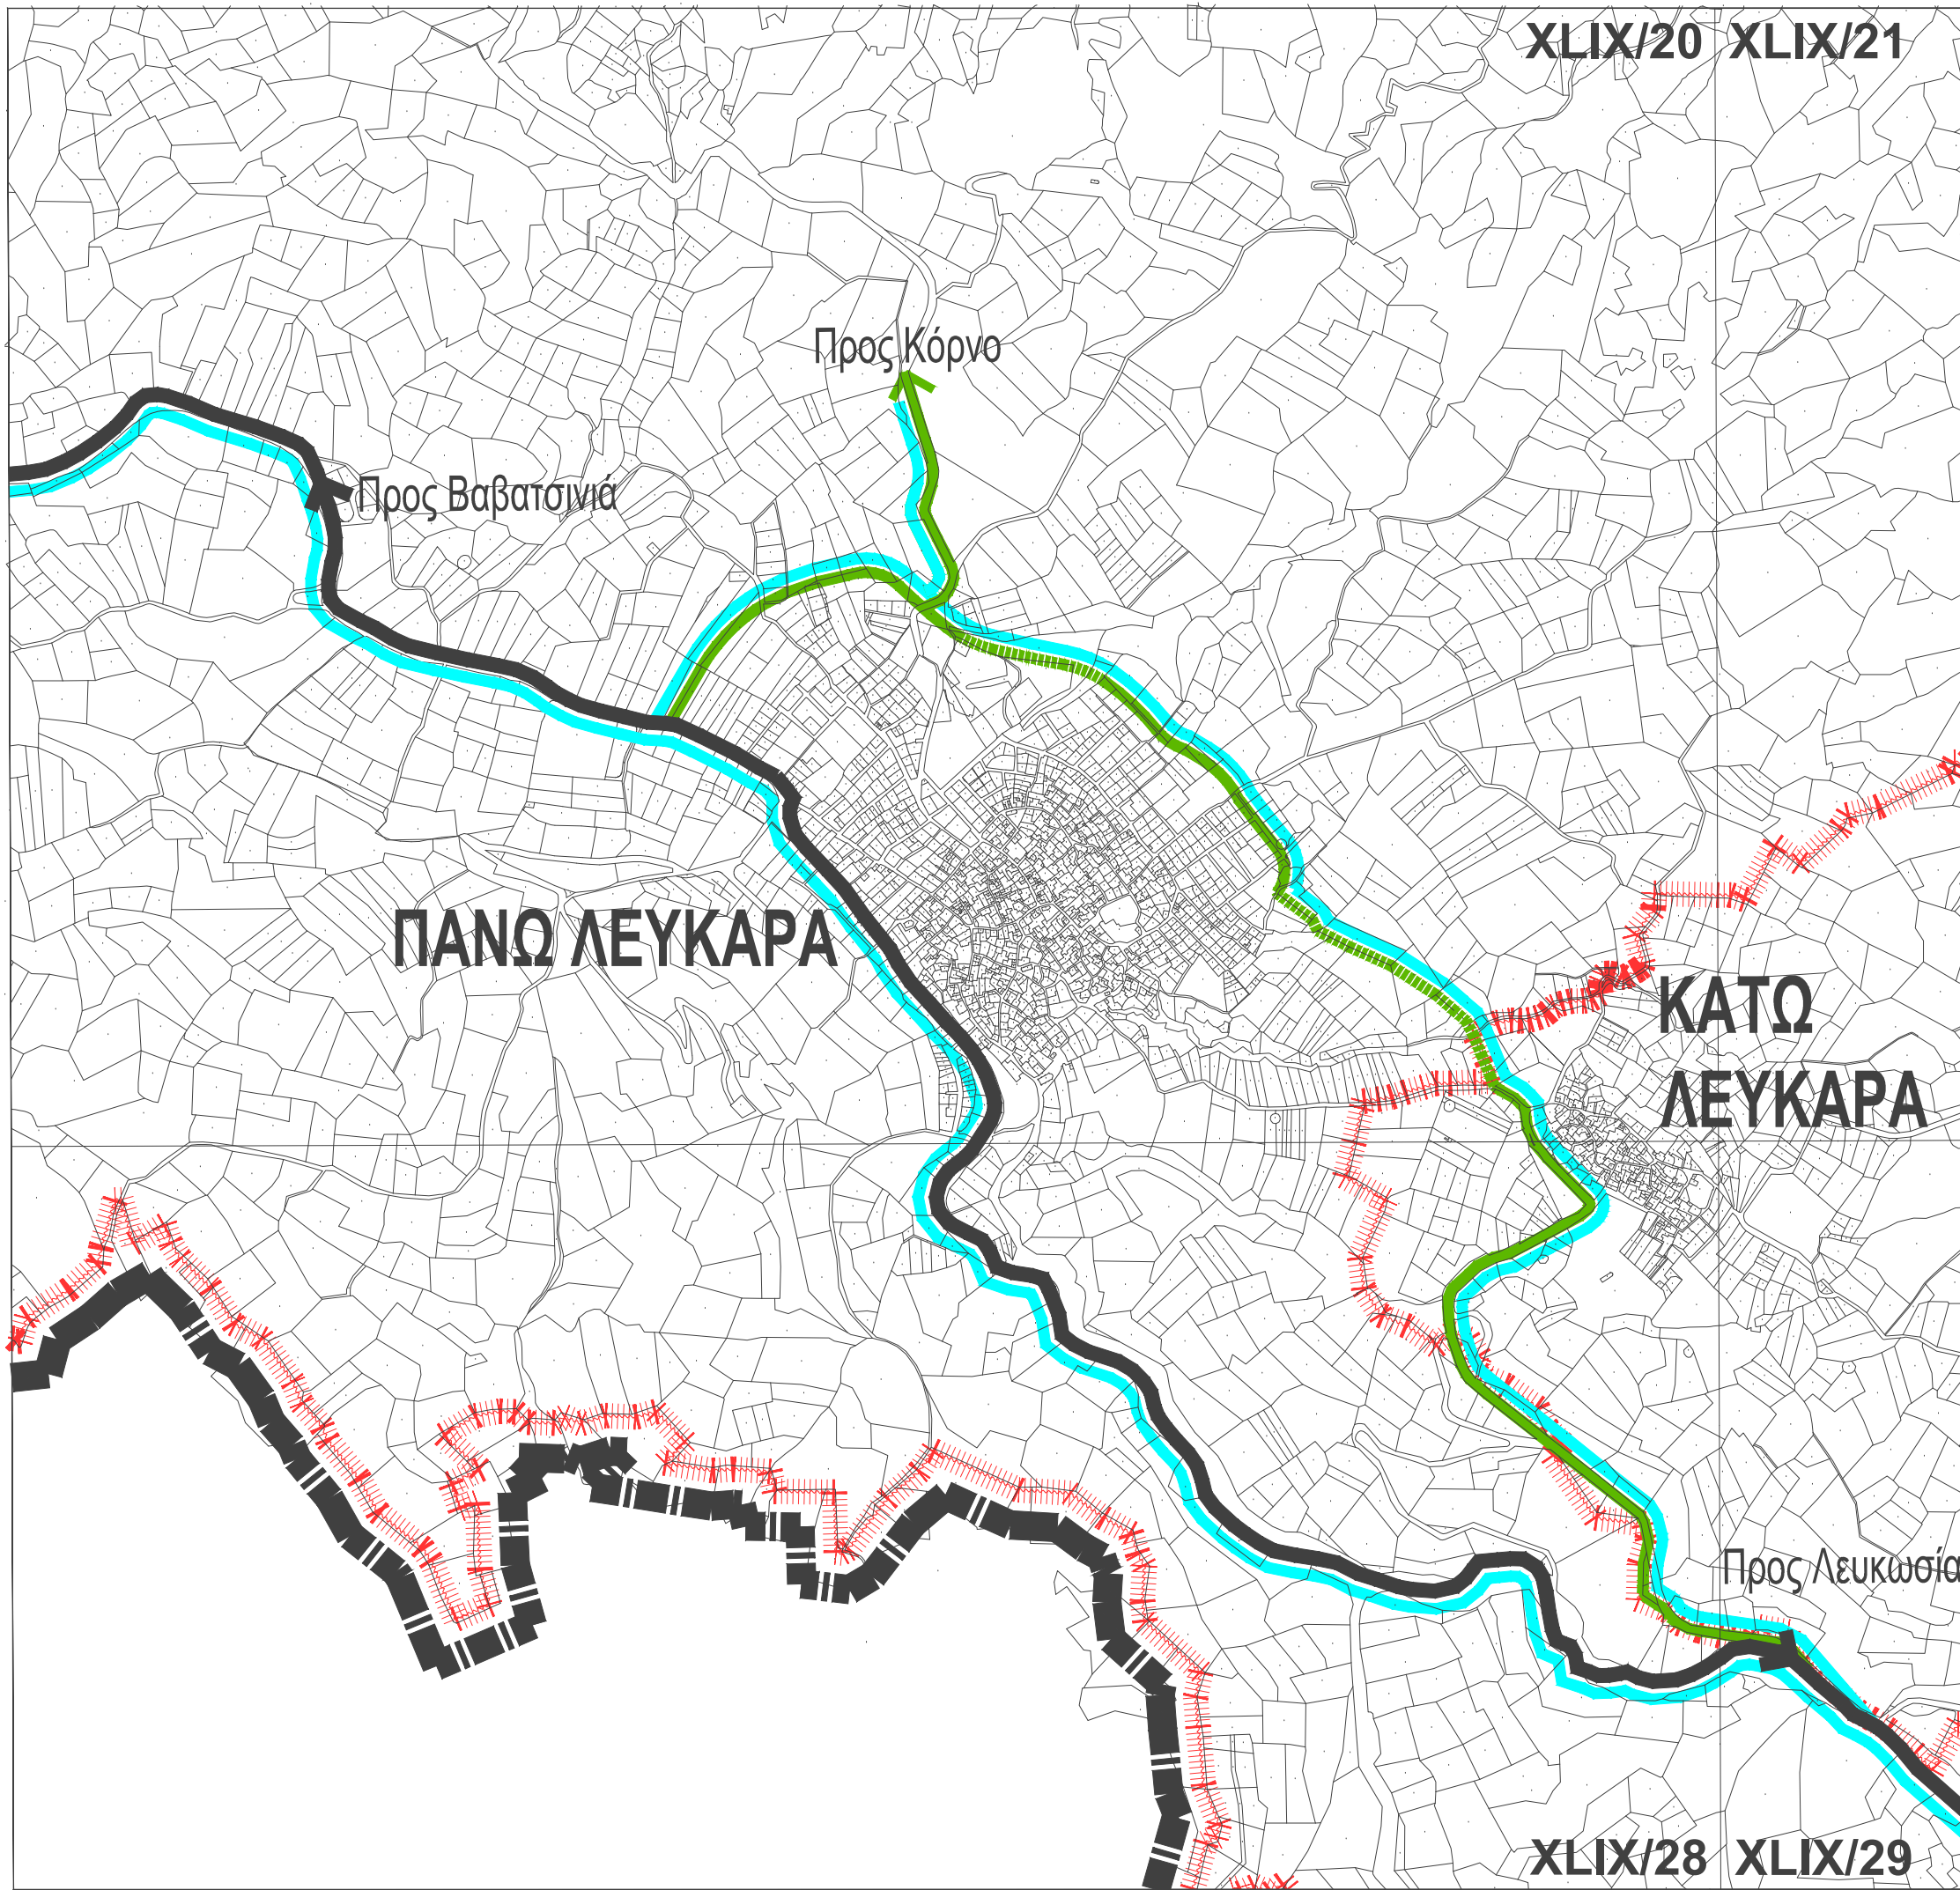 XLIX/20 XLIX/21
Προς Κόρνο
Προς Βαβατσινιά
ΠΑΝΩ ΛΕΥΚΑΡΑ
ΚΑΤΩ
ΛΕΥΚΑΡΑ
Προς Λευκωσία
XLIX/28 XLIX/29